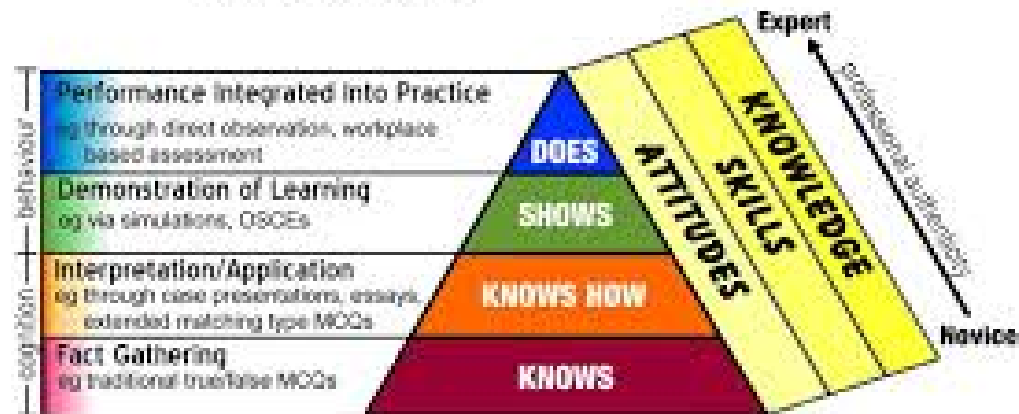 Expert
Performance Integrated Into Practice
eg through direct observation, workplace
based assessment
DOES
Demonstration of Learning
eg via simulations, OSCEs
SHOWS
Interpretation/Application
eg through case presentations, essays,
extended matching type MCQs
KNOWS HOW
Fact Gathering
eg traditional true/false MCQs
KNOWS
behaviour
cognition
ATTITUDES
SKILLS
KNOWLEDGE
professional authenticity
Novice